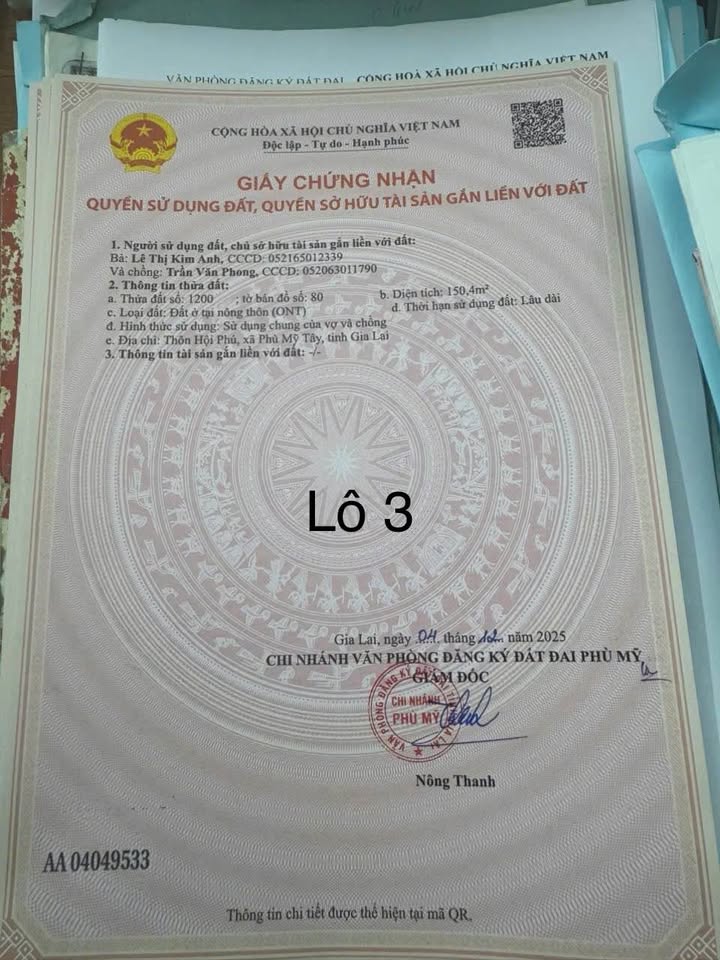 VĂN PHÒNG ĐĂNG KÝ ĐẤT ĐAI CỘNG HOÀ XÃ HỘI CHỦ NGHĨA VIỆT NAM
CỘNG HÒA XÃ HỘI CHỦ NGHĨA VIỆT NAM
Độc lập - Tự do - Hạnh phúc
GIẤY CHỨNG NHẬN
QUYỀN SỬ DỤNG ĐẤT, QUYỀN SỞ HỮU TÀI SẢN GẮN LIỀN VỚI ĐẤT
1. Người sử dụng đất, chủ sở hữu tài sản gắn liền với đất:
Bà: Lê Thị Kim Anh, CCCD: 052165012339
Và chồng: Trần Văn Phong, CCCD: 052063011790
2. Thông tin thửa đất:
a. Thửa đất số: 1200 ; tờ bản đồ số: 80 b. Diện tích: 150,4m²
c. Loại đất: Đất ở tại nông thôn (ONT) d. Thời hạn sử dụng đất: Lâu dài
đ. Hình thức sử dụng: Sử dụng chung của vợ và chồng
e. Địa chỉ: Thôn Hội Phú, xã Phù Mỹ Tây, tỉnh Gia Lai
3. Thông tin tài sản gắn liền với đất: -/-
Lô 3
Gia Lai, ngày 04 tháng 12 năm 2025
CHI NHÁNH VĂN PHÒNG ĐĂNG KÝ ĐẤT ĐAI PHÙ MỸ
GIÁM ĐỐC
CHI NHÁNH
PHÙ MỸ
Nông Thanh
AA 04049533
Thông tin chi tiết được thể hiện tại mã QR.